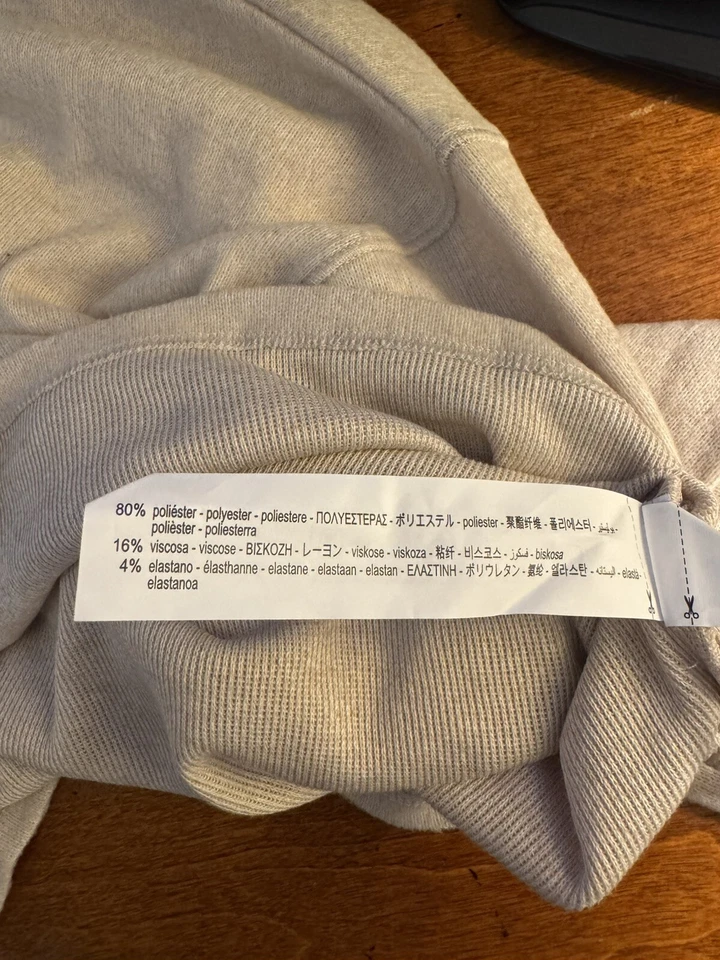 80% poliéster - polyester - poliestere - ΠΟΛΥΕΣΤΕΡΑΣ - ポリエステル - poliester - 聚酯纤维 - 폴리에스터 -
polièster - poliesterra
16% viscosa - viscose - ΒΙΣΚΟΖΗ - レーヨン - viskose - viskoza - 粘纤 - 비스코스 - فسكوز - biskosa
4% elastano - élasthanne - elastane - elastaan - elastan - ΕΛΑΣΤΙΝΗ - ポリウレタン - 氨纶 - 엘라스탄 - - elastà-
elastanoa